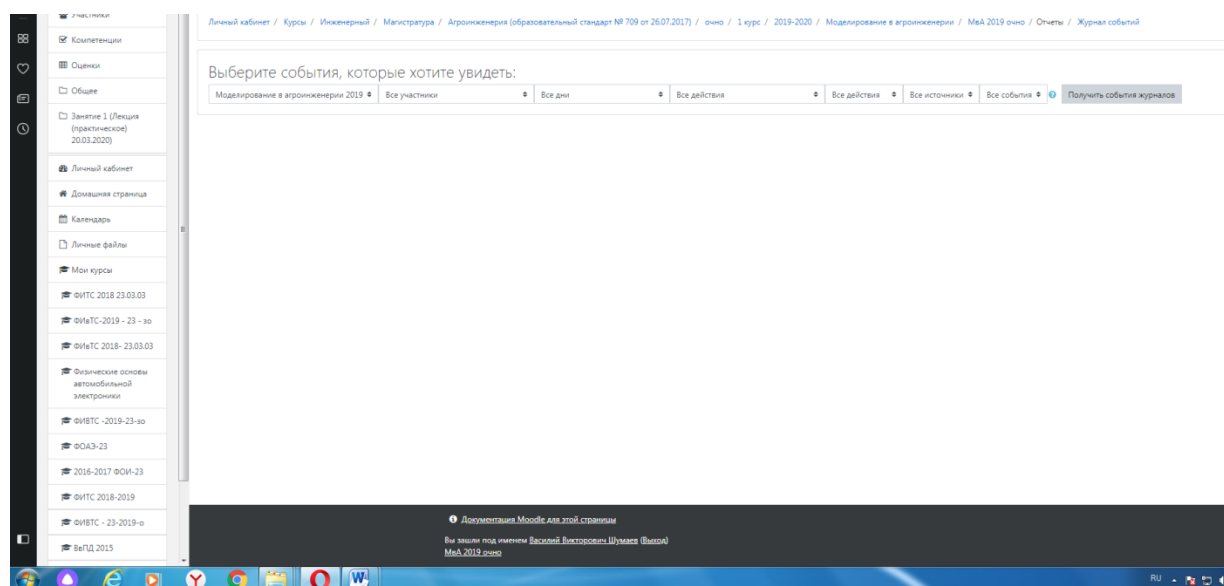 Участники
Компетенции
Оценки
Общее
Занятие 1 (Лекция
(практическое)
20.03.2020)
Личный кабинет
Домашняя страница
Календарь
Личные файлы
Мои курсы
ФИТС 2018 23.03.03
ФИвТС-2019 - 23 - зо
ФИвТС 2018- 23.03.03
Физические основы
автомобильной
электроники
ФИВТС -2019-23-зо
ФОАЭ-23
2016-2017 ФОИ-23
ФИТС 2018-2019
ФИВТС - 23-2019-о
ВвПД 2015
Личный кабинет / Курсы / Инженерный / Магистратура / Агроинженерия (образовательный стандарт № 709 от 26.07.2017) / очно / 1 курс / 2019-2020 / Моделирование в агроинженерии / МвА 2019 очно / Отчеты / Журнал событий
Выберите события, которые хотите увидеть:
Моделирование в агроинженерии 2019 Все участники Все дни Все действия Все действия Все источники Все события Получить события журналов
Документация Moodle для этой страницы
Вы зашли под именем Василий Викторович Шумаев (Выход)
МвА 2019 очно
RU